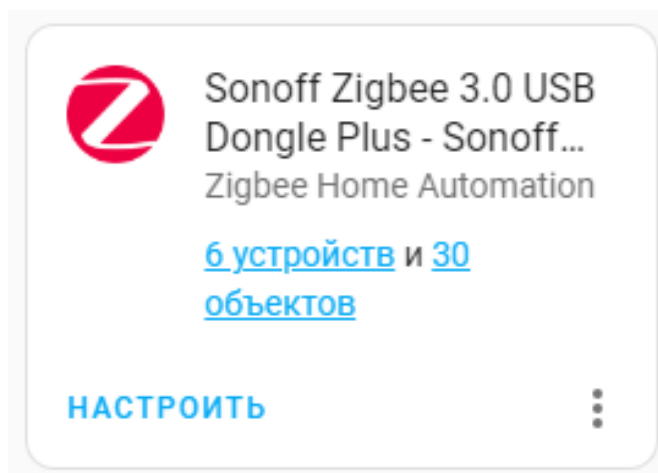 Sonoff Zigbee 3.0 USB
Dongle Plus - Sonoff...
Zigbee Home Automation
6 устройств и 30
объектов
НАСТРОИТЬ